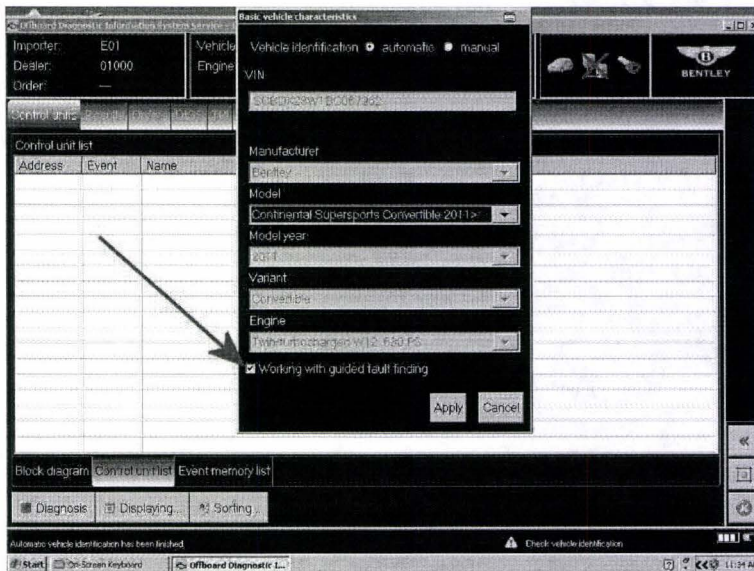 Offboard Diagnostic Information System Service
Importer: E01
Dealer: 01000
Order: —
Vehicle
Engine
BENTLEY
Control units
Control unit list
Address Event Name
Basic vehicle characteristics
Vehicle identification automatic manual
VIN
Manufacturer
Bentley
Model
Continental Supersports Convertible 2011>
Model year
2011
Variant
Convertible
Engine
Twin-turbocharged W12, 630 PS
Working with guided fault finding
Apply Cancel
Block diagram Control unit list Event memory list
Diagnosis Displaying... Sorting...
Automatic vehicle identification has been finished.
Check vehicle identification
Start On-Screen Keyboard Offboard Diagnostic I...